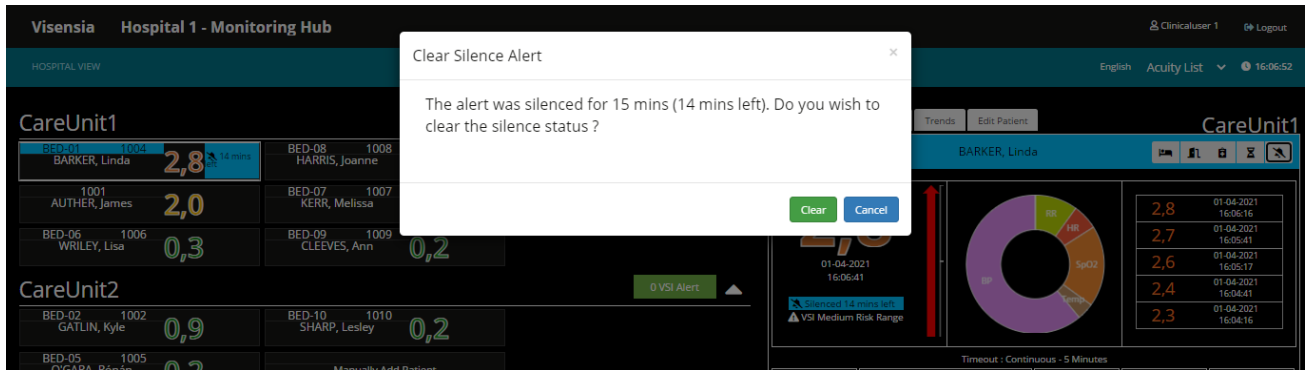 Visensia Hospital 1 - Monitoring Hub
Clinicaluser 1 Logout
HOSPITAL VIEW
English Acuity List 16:06:52
Clear Silence Alert ×
The alert was silenced for 15 mins (14 mins left). Do you wish to
clear the silence status ?
Clear Cancel
CareUnit1
BED-01 1004
BARKER, Linda
2,8 14 mins
left
BED-08 1008
HARRIS, Joanne
1001
AUTHER, James
2,0
BED-07 1007
KERR, Melissa
BED-06 1006
WRILEY, Lisa
0,3
BED-09 1009
CLEEVES, Ann
0,2
CareUnit2
0 VSI Alert
BED-02 1002
GATLIN, Kyle
0,9
BED-10 1010
SHARP, Lesley
0,2
BED-05 1005
O'GARA, Rónán
Manually Add Patient
Trends Edit Patient
CareUnit1
BARKER, Linda
01-04-2021
16:06:41
Silenced 14 mins left
VSI Medium Risk Range
RR
HR
SpO2
Temp
BP
2,8 01-04-2021
16:06:16
2,7 01-04-2021
16:05:41
2,6 01-04-2021
16:05:17
2,4 01-04-2021
16:04:41
2,3 01-04-2021
16:04:16
Timeout : Continuous - 5 Minutes